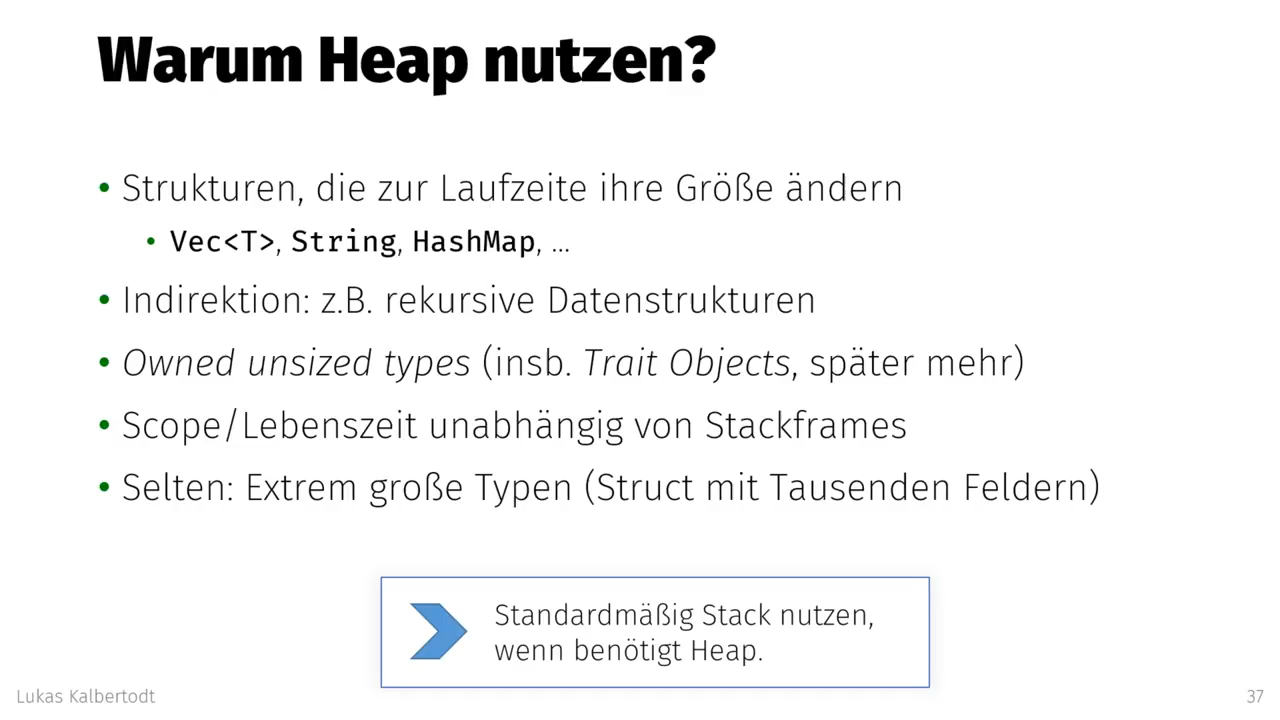 Warum Heap nutzen?
• Strukturen, die zur Laufzeite ihre Größe ändern
• Vec<T>, String, HashMap, …
• Indirektion: z.B. rekursive Datenstrukturen
• Owned unsized types (insb. Trait Objects, später mehr)
• Scope/Lebenszeit unabhängig von Stackframes
• Selten: Extrem große Typen (Struct mit Tausenden Feldern)
Standardmäßig Stack nutzen,
wenn benötigt Heap.
Lukas Kalbertodt
37